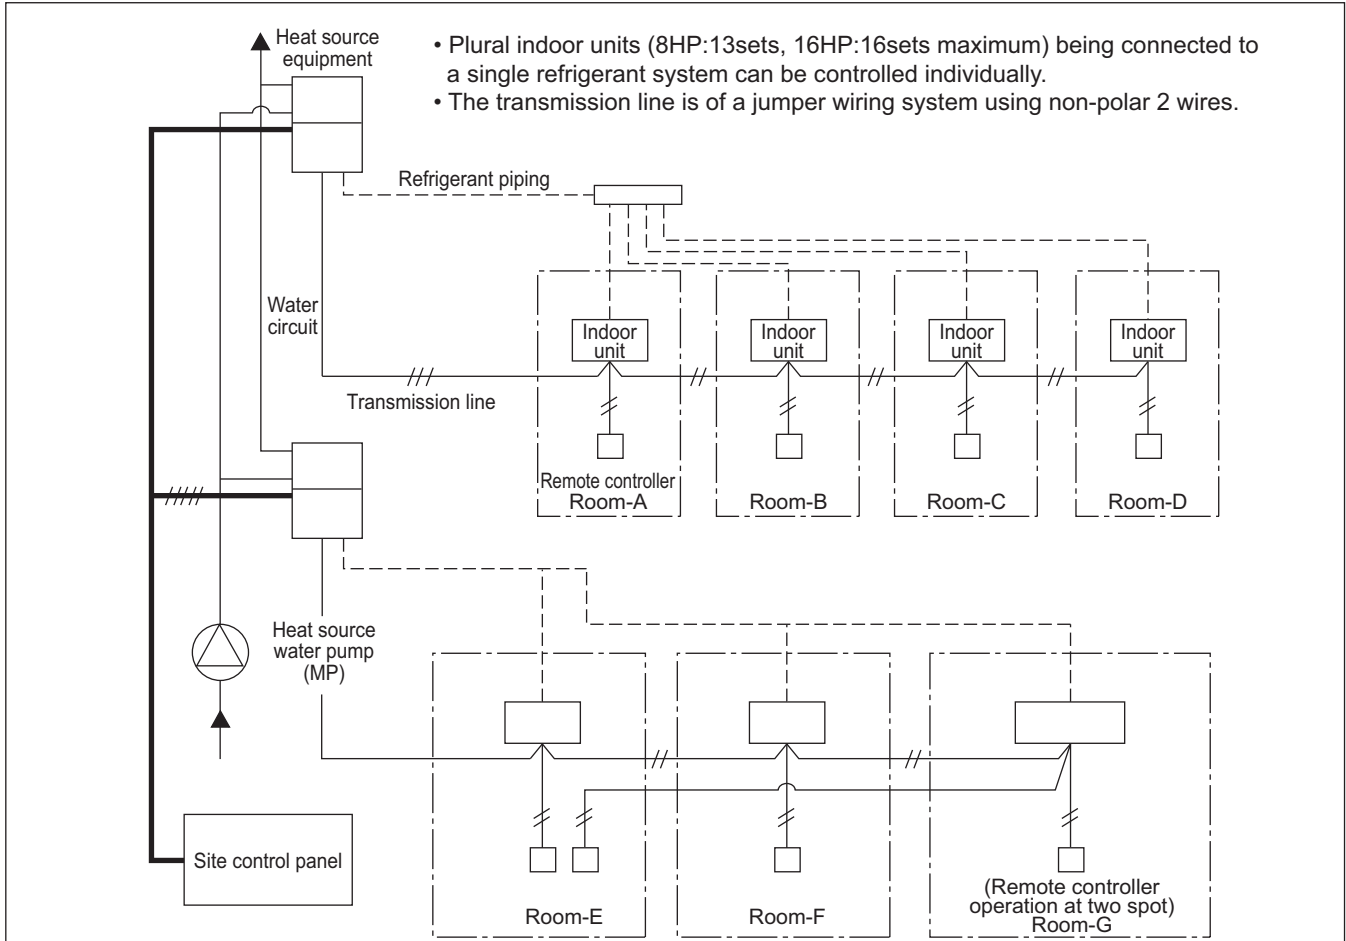 Heat source
equipment
• Plural indoor units (8HP:13sets, 16HP:16sets maximum) being connected to
a single refrigerant system can be controlled individually.
• The transmission line is of a jumper wiring system using non-polar 2 wires.
Refrigerant piping
Water
circuit
Indoor
unit
Indoor
unit
Indoor
unit
Indoor
unit
Transmission line
Remote controller
Room-A
Room-B
Room-C
Room-D
Heat source
water pump
(MP)
Site control panel
Room-E
Room-F
(Remote controller
operation at two spot)
Room-G